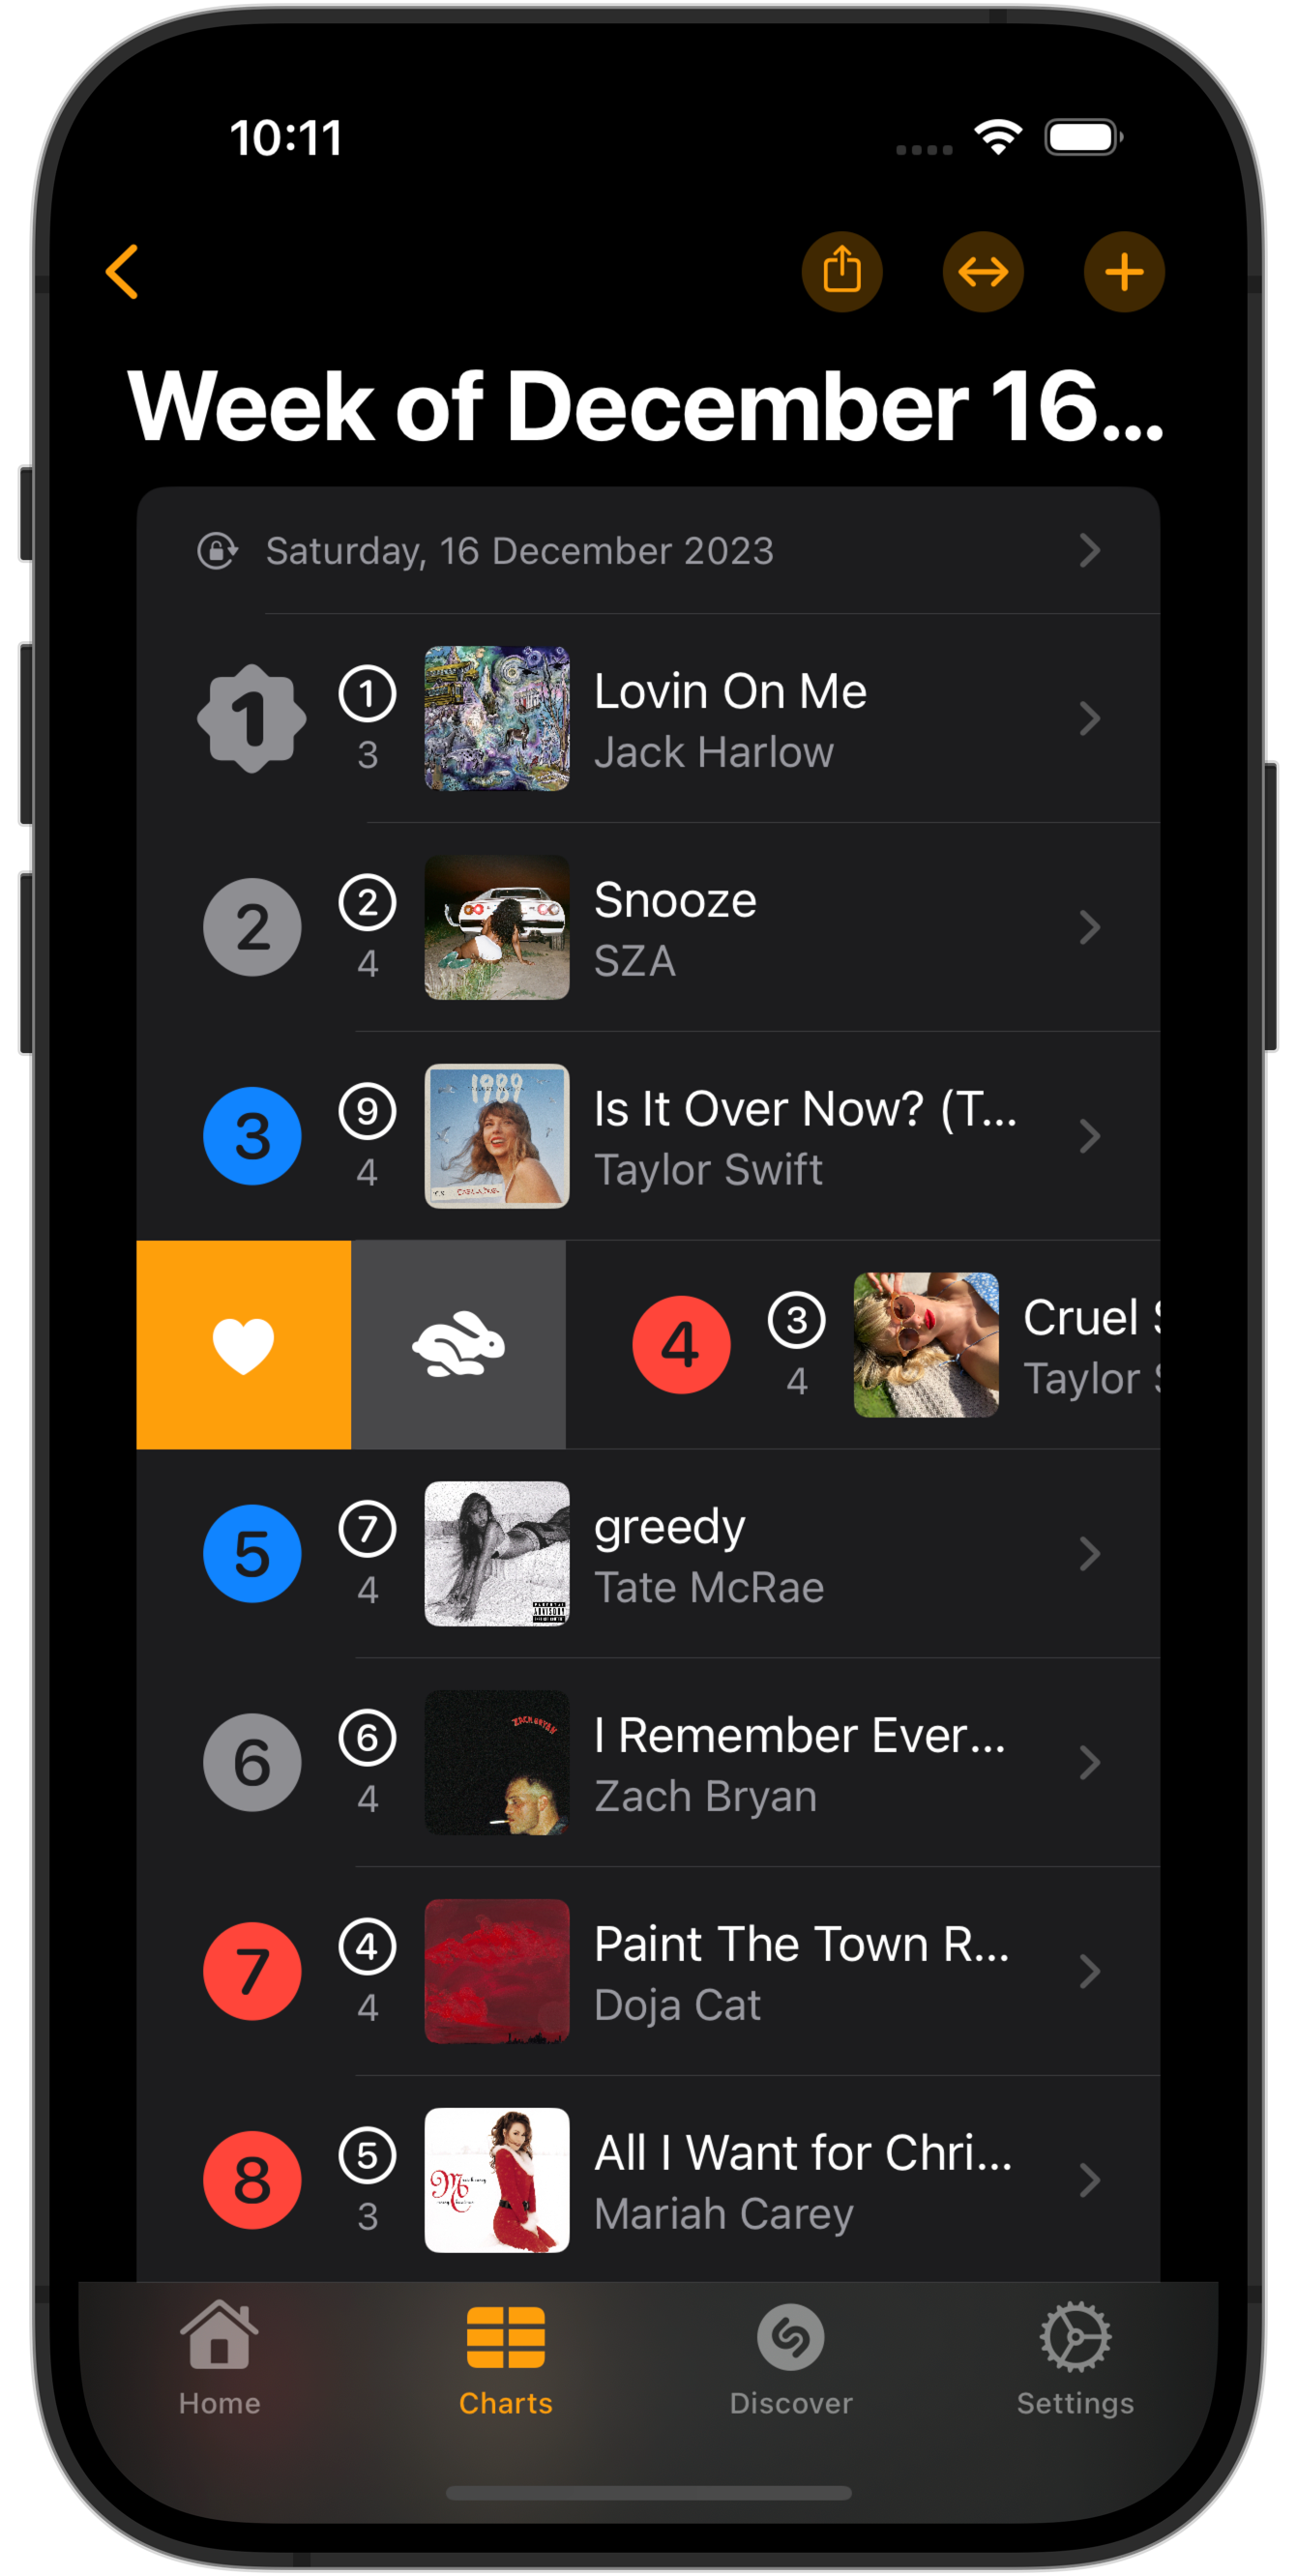 10:11
Week of December 16...
Saturday, 16 December 2023
1
1
3
Lovin On Me
Jack Harlow
2
2
4
Snooze
SZA
3
9
4
1989
Is It Over Now? (T...
Taylor Swift
4
3
4
Cruel
Taylor
5
7
4
greedy
Tate McRae
6
6
4
ZACH BRYAN
I Remember Ever...
Zach Bryan
7
4
4
Paint The Town R...
Doja Cat
8
5
3
All I Want for Chri...
Mariah Carey
Home
Charts
Discover
Settings